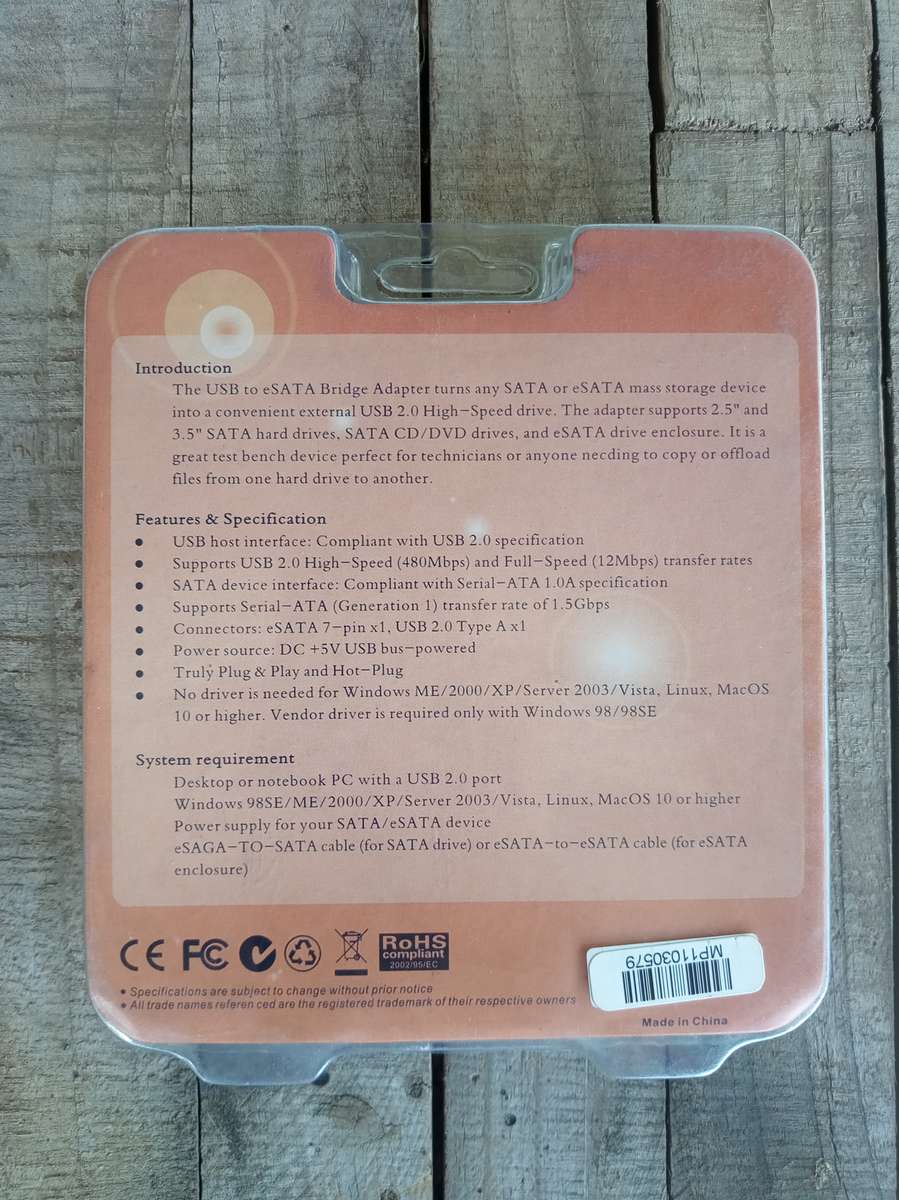 Introduction
The USB to eSATA Bridge Adapter turns any SATA or eSATA mass storage device
into a convenient external USB 2.0 High-Speed drive. The adapter supports 2.5" and
3.5" SATA hard drives, SATA CD/DVD drives, and eSATA drive enclosure. It is a
great test bench device perfect for technicians or anyone necding to copy or offload
files from one hard drive to another.
Features & Specification
● USB host interface: Compliant with USB 2.0 specification
● Supports USB 2.0 High-Speed (480Mbps) and Full-Speed (12Mbps) transfer rates
● SATA device interface: Compliant with Serial-ATA 1.0A specification
● Supports Serial-ATA (Generation 1) transfer rate of 1.5Gbps
● Connectors: eSATA 7-pin x1, USB 2.0 Type A x1
● Power source: DC +5V USB bus-powered
● Truly Plug & Play and Hot-Plug
● No driver is needed for Windows ME/2000/XP/Server 2003/Vista, Linux, MacOS
10 or higher. Vendor driver is required only with Windows 98/98SE
System requirement
Desktop or notebook PC with a USB 2.0 port
Windows 98SE/ME/2000/XP/Server 2003/Vista, Linux, MacOS 10 or higher
Power supply for your SATA/eSATA device
eSAGA-TO-SATA cable (for SATA drive) or eSATA-to-eSATA cable (for eSATA
enclosure)
CE FC RoHS
compliant
2002/95/EC
● Specifications are subject to change without prior notice
● All trade names referen ced are the registered trademark of their respective owners
MP11030579
Made in China